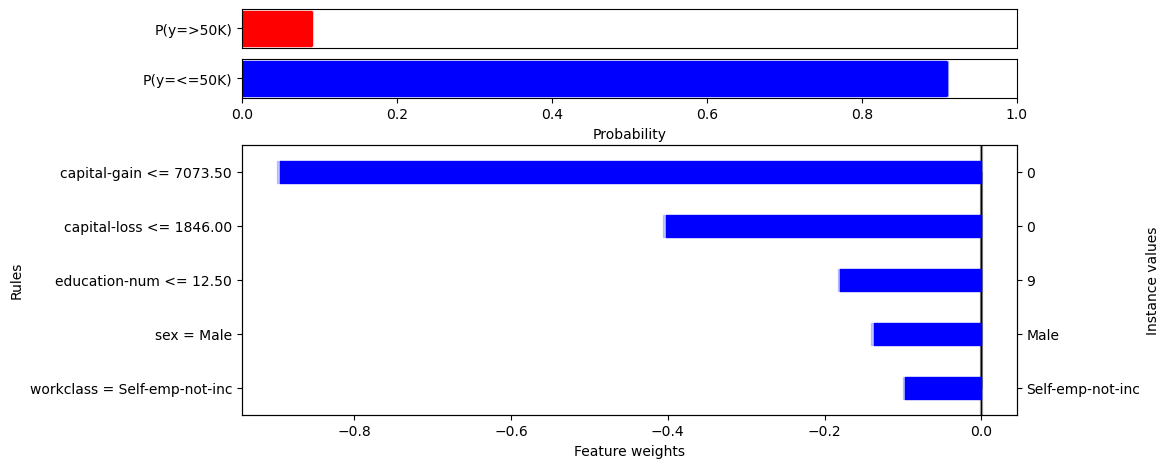 P(y=>50K)
P(y=<=50K)
0.0 0.2 0.4 0.6 0.8 1.0
Probability
Rules
capital-gain <= 7073.50 0
capital-loss <= 1846.00 0
education-num <= 12.50 9
sex = Male Male
workclass = Self-emp-not-inc Self-emp-not-inc
Instance values
−0.8 −0.6 −0.4 −0.2 0.0
Feature weights